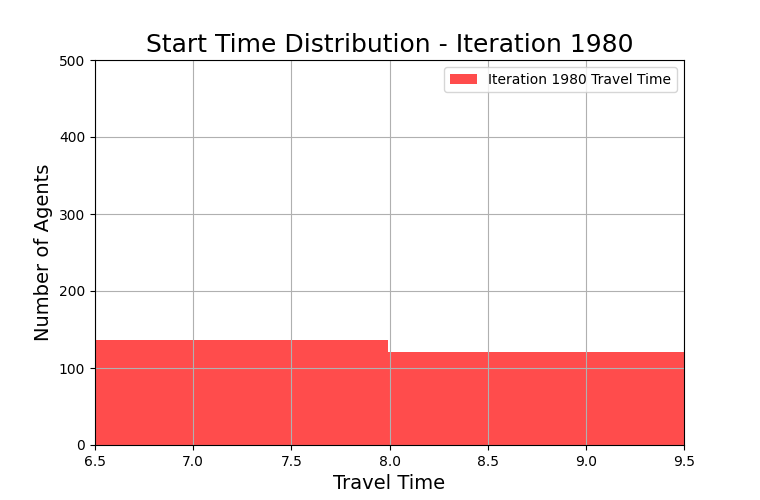 Start Time Distribution - Iteration 1980
Iteration 1980 Travel Time
Number of Agents
500
400
300
200
100
0
6.5 7.0 7.5 8.0 8.5 9.0 9.5
Travel Time